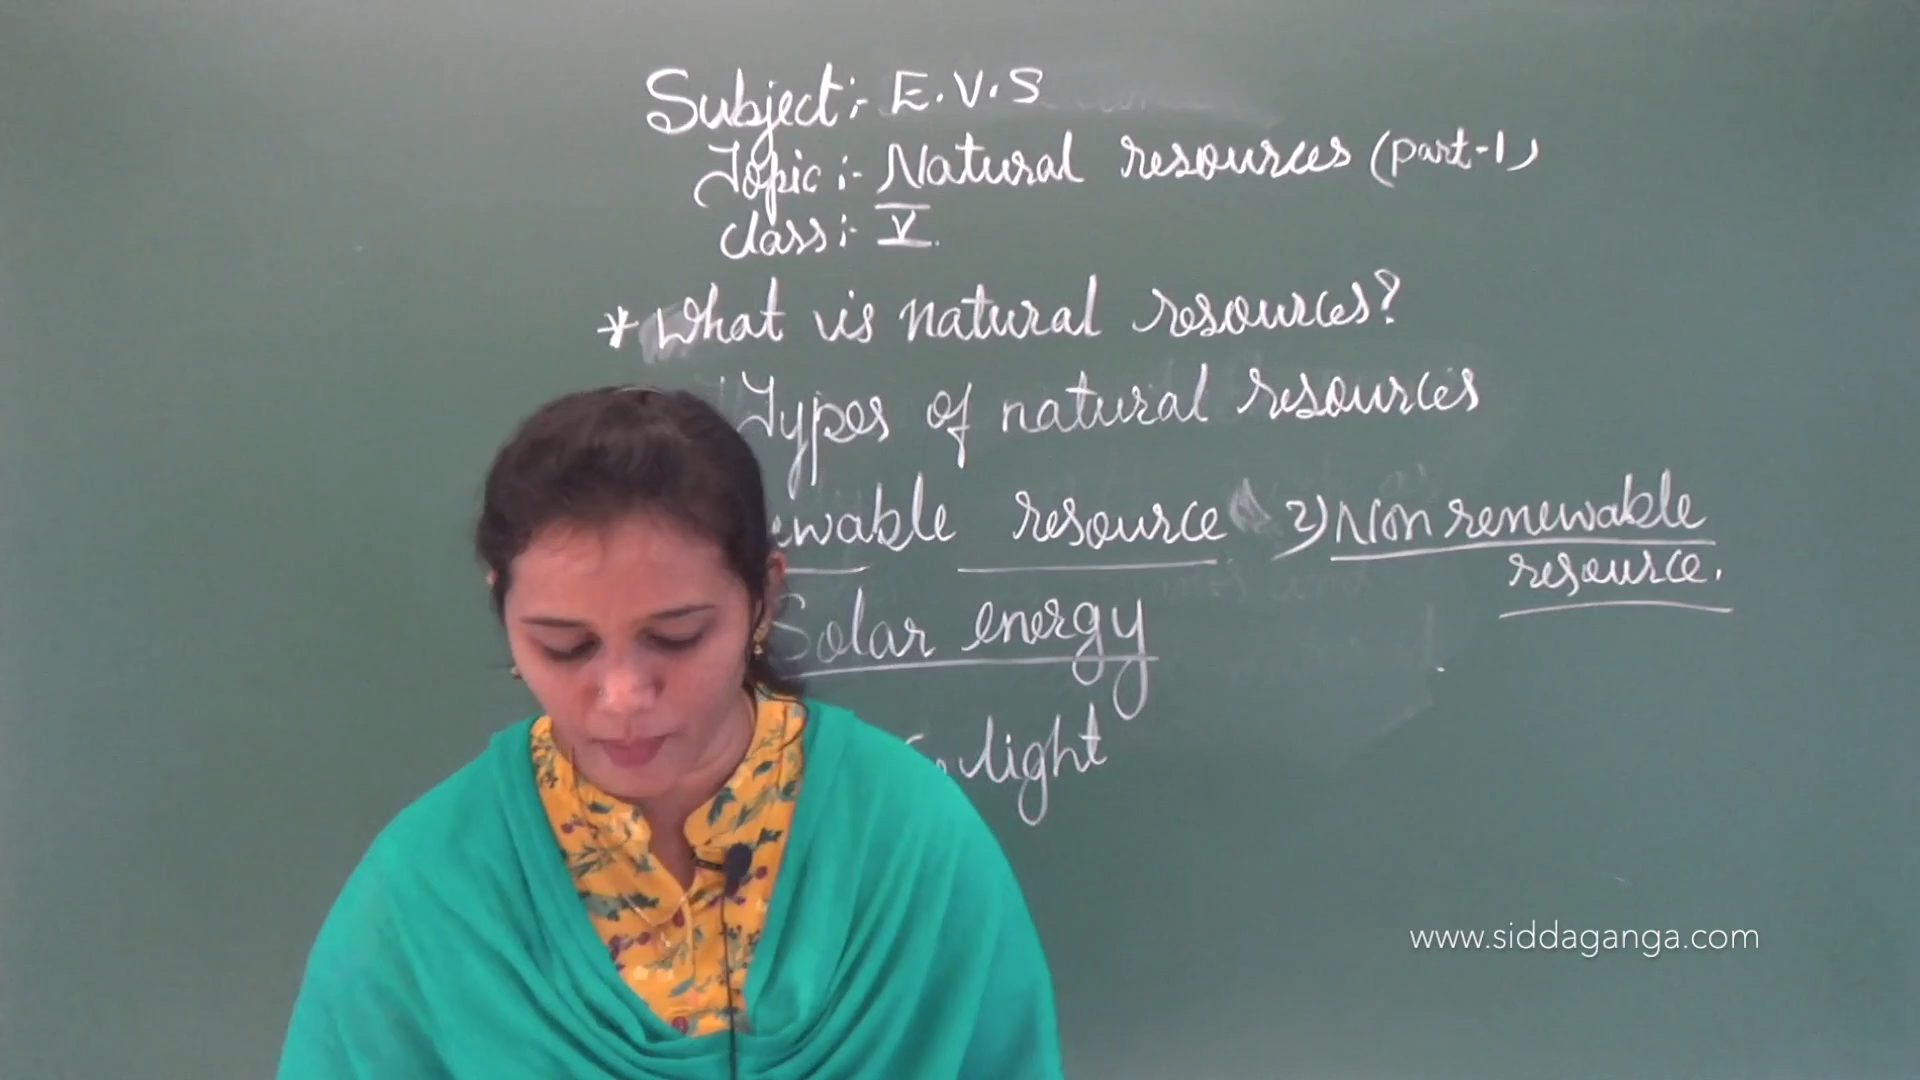 Subject:- E.V.S
Topic:- Natural resources (part-1)
class:- V.
* What is natural resources?
Types of natural resources
ewable resource 2) Non renewable
resource.
Solar energy
light
www.siddaganga.com